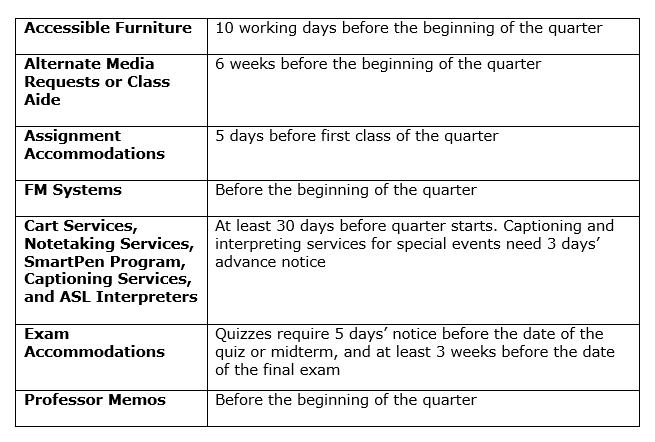 Accessible Furniture
10 working days before the beginning of the quarter
Alternate Media
Requests or Class
Aide
6 weeks before the beginning of the quarter
Assignment
Accommodations
5 days before first class of the quarter
FM Systems
Before the beginning of the quarter
Cart Services,
Notetaking Services,
SmartPen Program,
Captioning Services,
and ASL Interpreters
At least 30 days before quarter starts. Captioning and
interpreting services for special events need 3 days’
advance notice
Exam
Accommodations
Quizzes require 5 days’ notice before the date of the
quiz or midterm, and at least 3 weeks before the date
of the final exam
Professor Memos
Before the beginning of the quarter